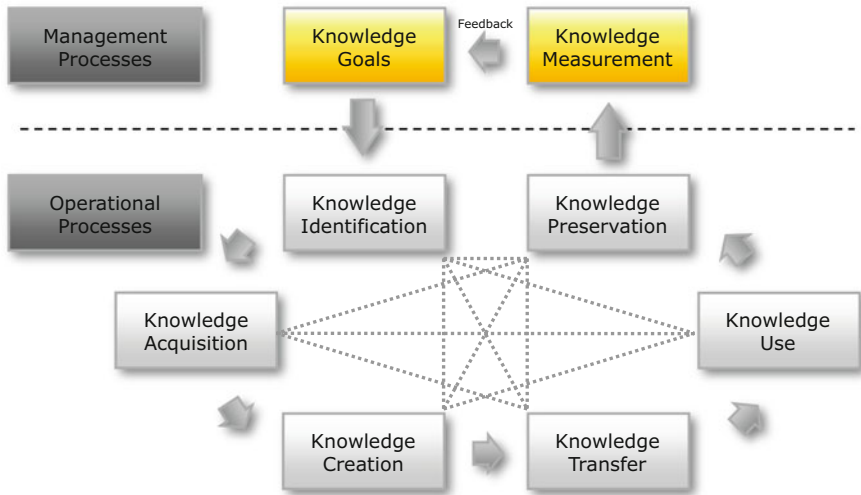 Management
Processes
Knowledge
Goals
Feedback
Knowledge
Measurement
Operational
Processes
Knowledge
Identification
Knowledge
Preservation
Knowledge
Acquisition
Knowledge
Use
Knowledge
Creation
Knowledge
Transfer